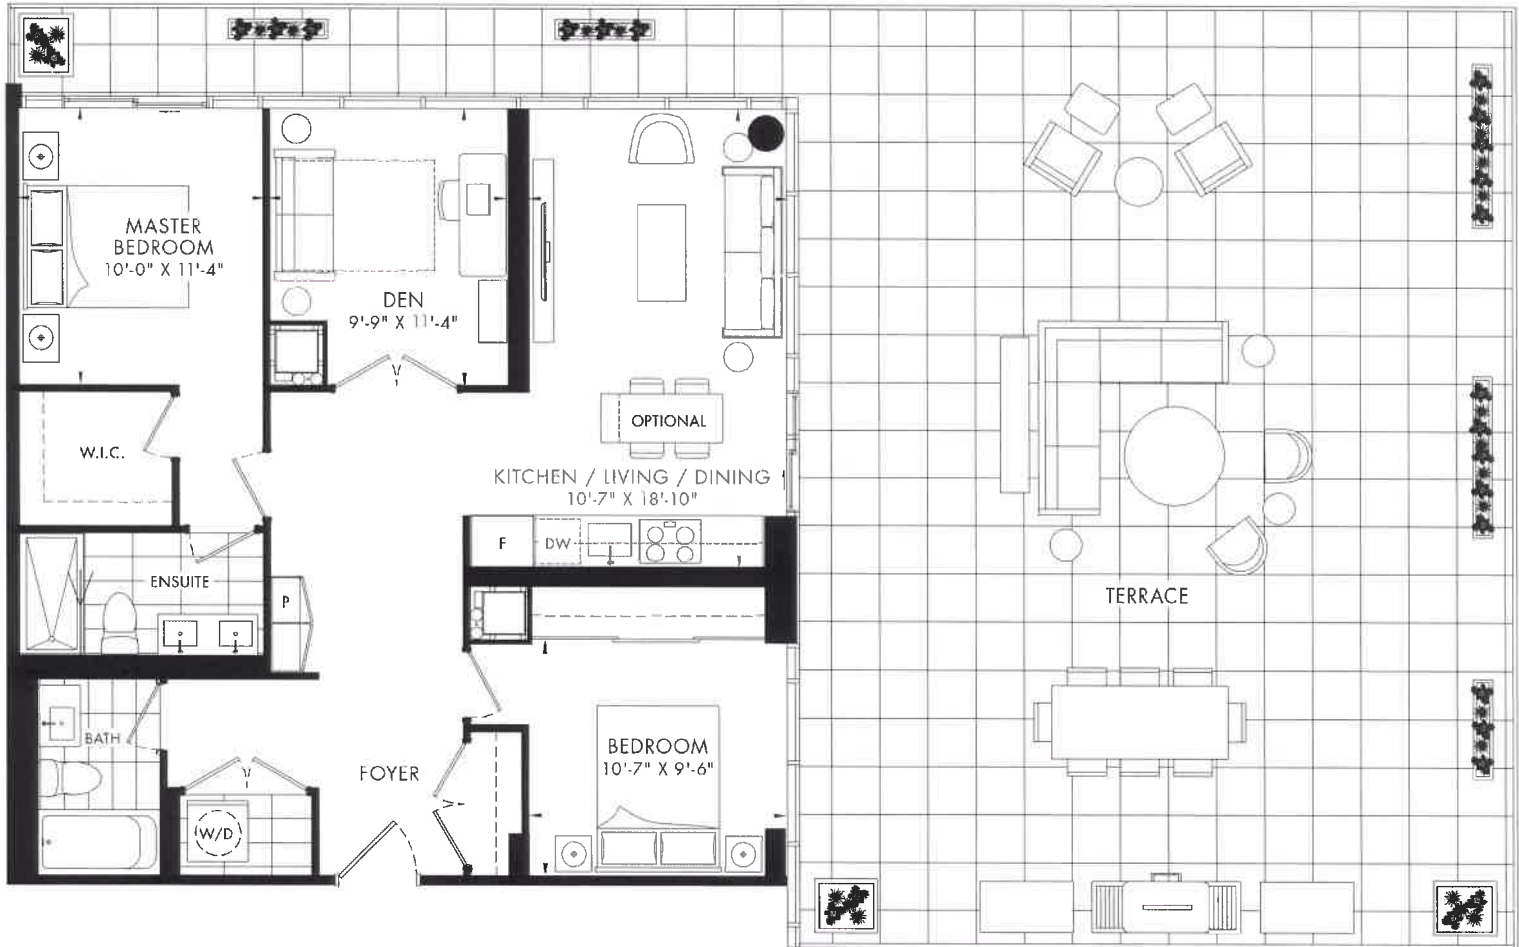 MASTER
BEDROOM
10'-0" X 11'-4"
DEN
9'-9" X 11'-4"
OPTIONAL
W.I.C.
KITCHEN / LIVING / DINING
10'-7" X 18'-10"
F
DW
ENSUITE
P
TERRACE
BATH
FOYER
BEDROOM
10'-7" X 9'-6"
W/D